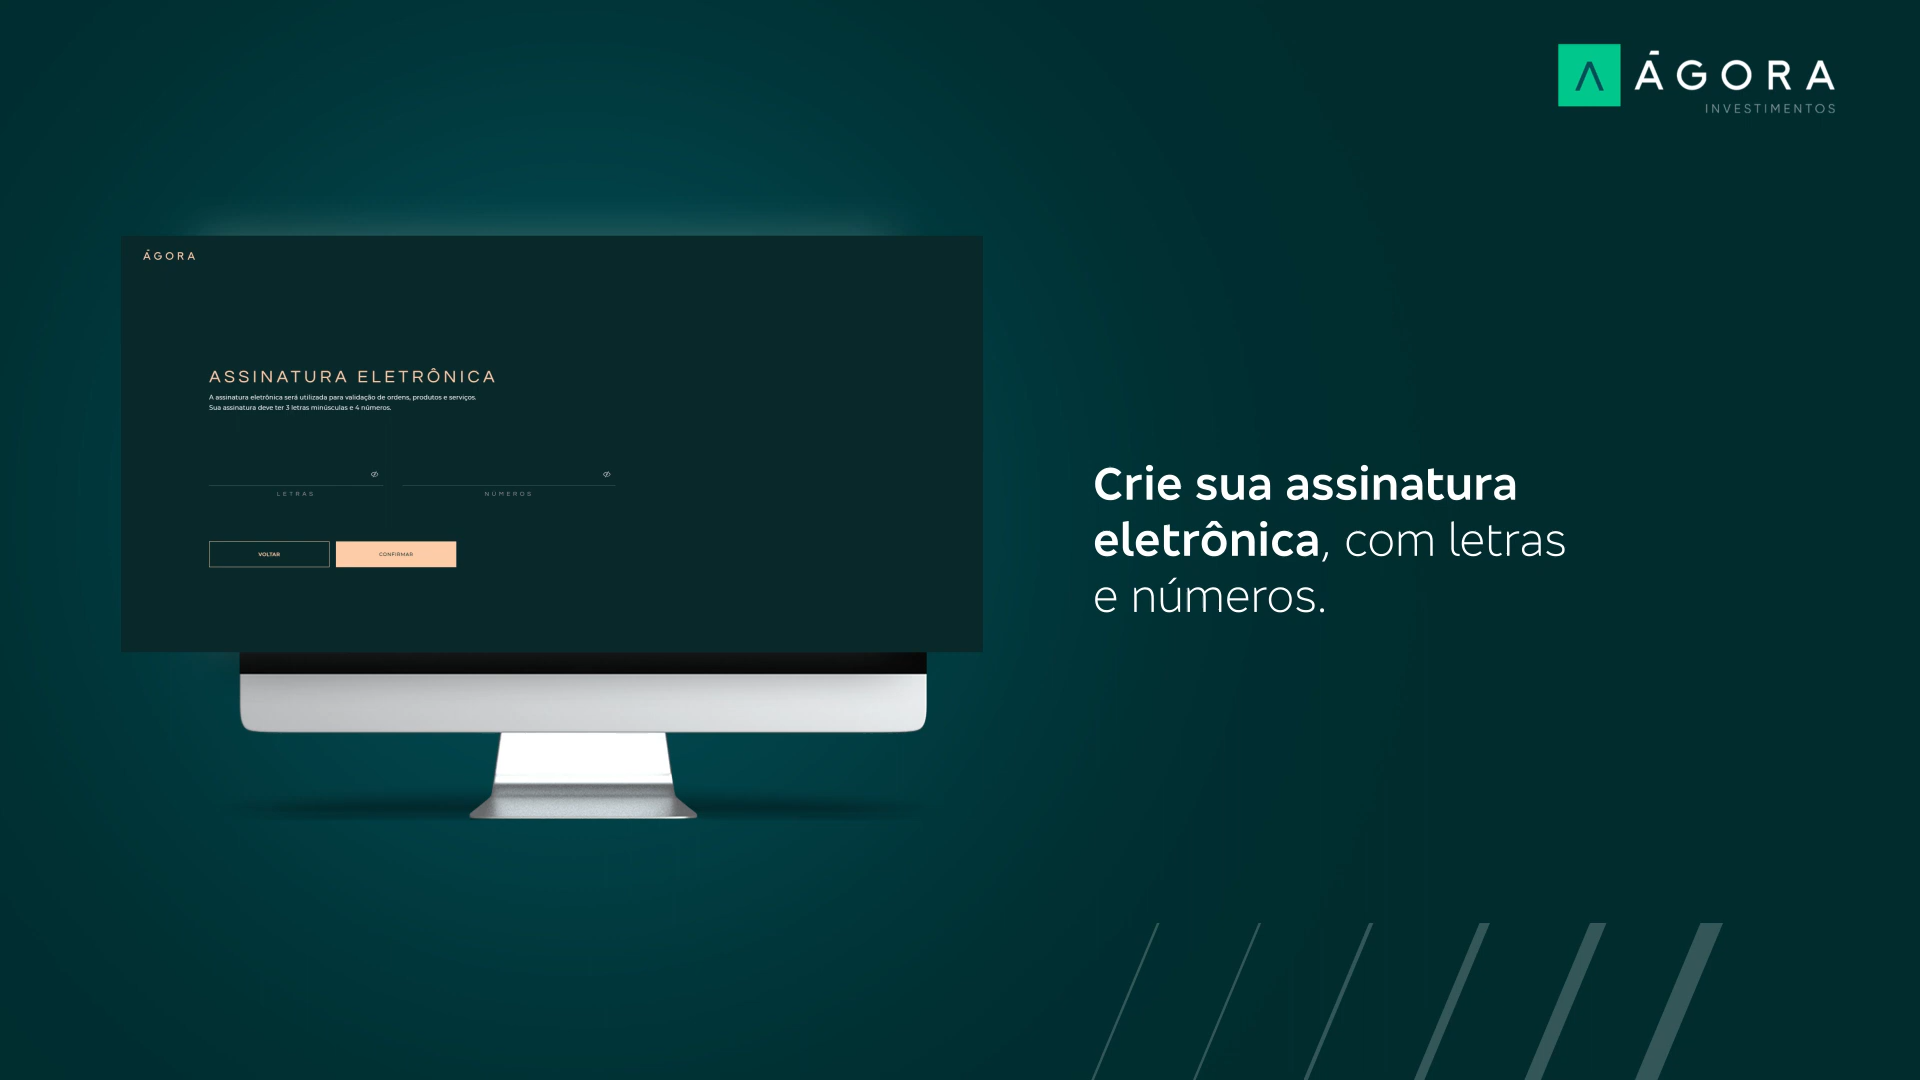 ÁGORA
INVESTIMENTOS
ÁGORA
ASSINATURA ELETRÔNICA
A assinatura eletrônica será utilizada para validação de ordens, produtos e serviços.
Sua assinatura deve ter 3 letras minúsculas e 4 números.
LETRAS
NÚMEROS
VOLTAR
CONFIRMAR
Crie sua assinatura
eletrônica, com letras
e números.